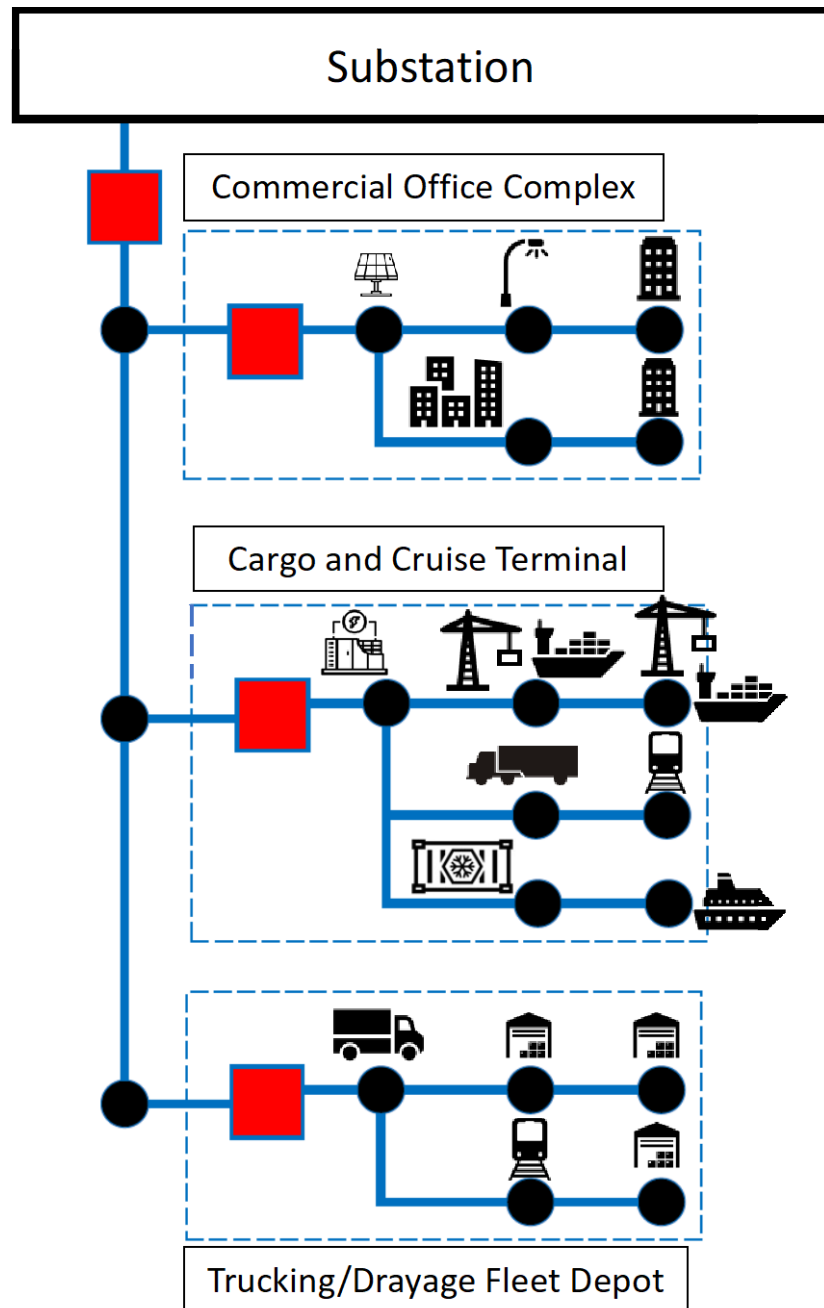 Substation
Commercial Office Complex
Cargo and Cruise Terminal
Trucking/Drayage Fleet Depot